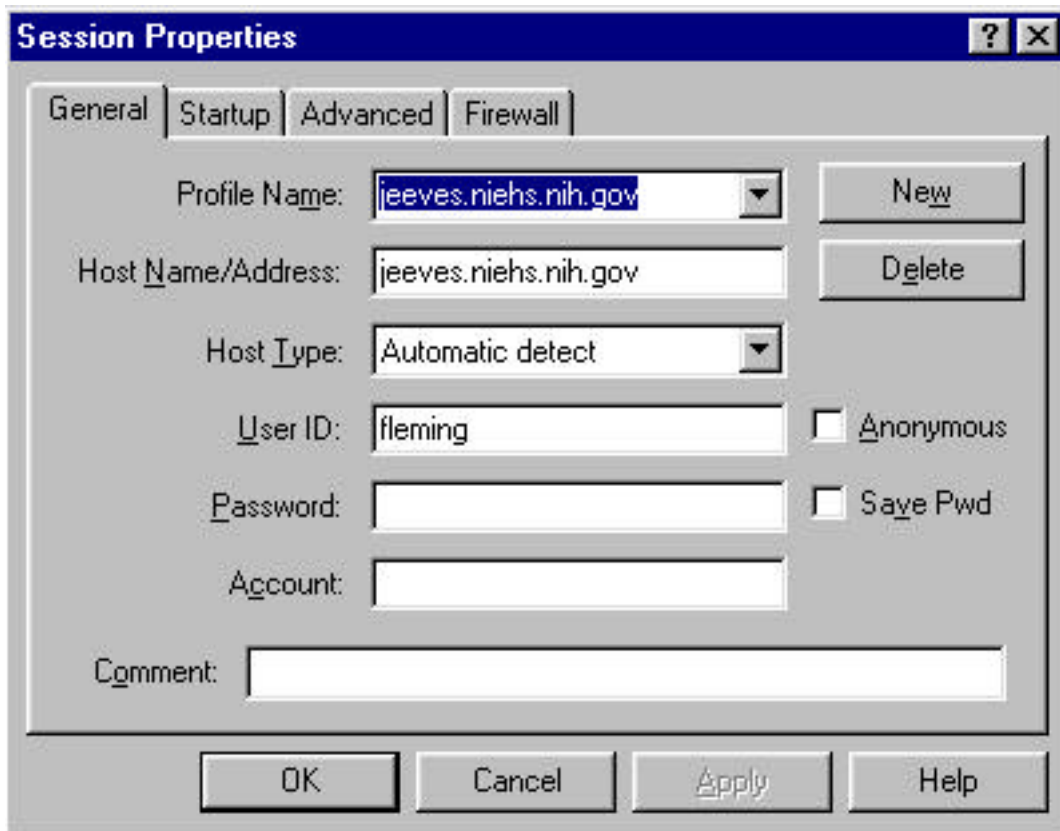 Session Properties
General Startup Advanced Firewall
Profile Name: jeeves.niehs.nih.gov New
Host Name/Address: jeeves.niehs.nih.gov Delete
Host Type: Automatic detect
User ID: fleming Anonymous
Password: Save Pwd
Account:
Comment:
OK Cancel Apply Help